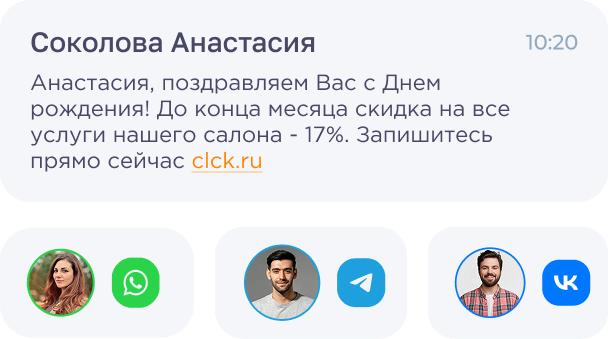 Соколова Анастасия 10:20
Анастасия, поздравляем Вас с Днем
рождения! До конца месяца скидка на все
услуги нашего салона - 17%. Запишитесь
прямо сейчас clck.ru